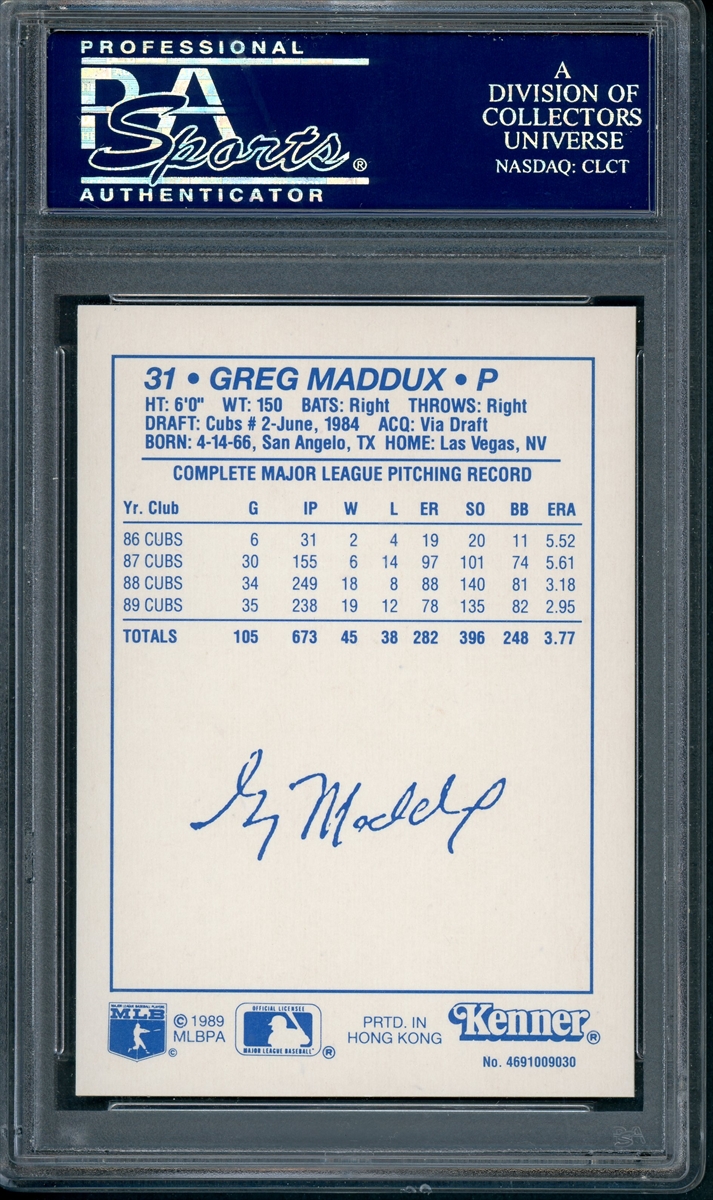 PROFESSIONAL
PSA
Sports®
AUTHENTICATOR
A
DIVISION OF
COLLECTORS
UNIVERSE
NASDAQ: CLCT
31 • GREG MADDUX • P
HT: 6'0" WT: 150 BATS: Right THROWS: Right
DRAFT: Cubs # 2-June, 1984 ACQ: Via Draft
BORN: 4-14-66, San Angelo, TX HOME: Las Vegas, NV
COMPLETE MAJOR LEAGUE PITCHING RECORD
Yr. Club G IP W L ER SO BB ERA
86 CUBS 6 31 2 4 19 20 11 5.52
87 CUBS 30 155 6 14 97 101 74 5.61
88 CUBS 34 249 18 8 88 140 81 3.18
89 CUBS 35 238 19 12 78 135 82 2.95
TOTALS 105 673 45 38 282 396 248 3.77
Greg Maddux
MAJOR LEAGUE BASEBALL PLAYERS
MLB
©
© 1989
MLBPA
OFFICIAL LICENSEE
MAJOR LEAGUE BASEBALL®
PRTD. IN
HONG KONG
Kenner®
No. 4691009030
PSA